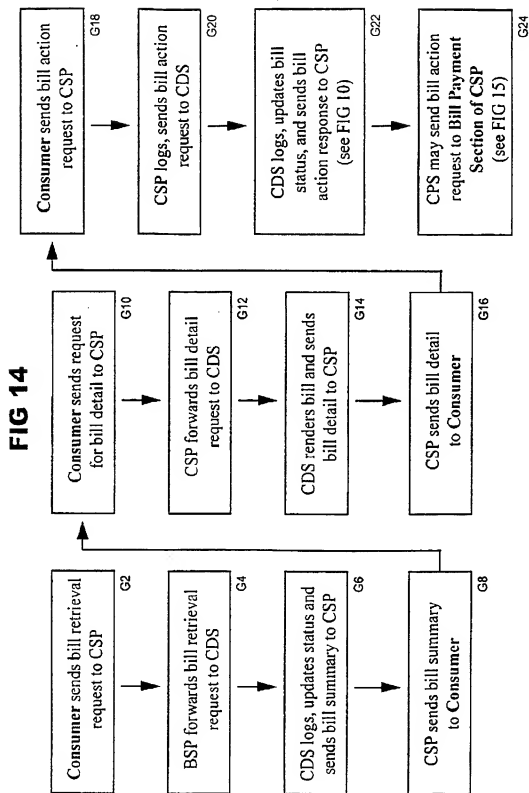 FIG 14
Consumer sends bill retrieval
request to CSP
G2
BSP forwards bill retrieval
request to CDS
G4
CDS logs, updates status and
sends bill summary to CSP
G6
CSP sends bill summary
to Consumer
G8
Consumer sends request
for bill detail to CSP
G10
CSP forwards bill detail
request to CDS
G12
CDS renders bill and sends
bill detail to CSP
G14
CSP sends bill detail
to Consumer
G16
Consumer sends bill action
request to CSP
G18
CSP logs, sends bill action
request to CDS
G20
CDS logs, updates bill
status, and sends bill
action response to CSP
(see FIG 10)
G22
CPS may send bill action
request to Bill Payment
Section of CSP
(see FIG 15)
G24